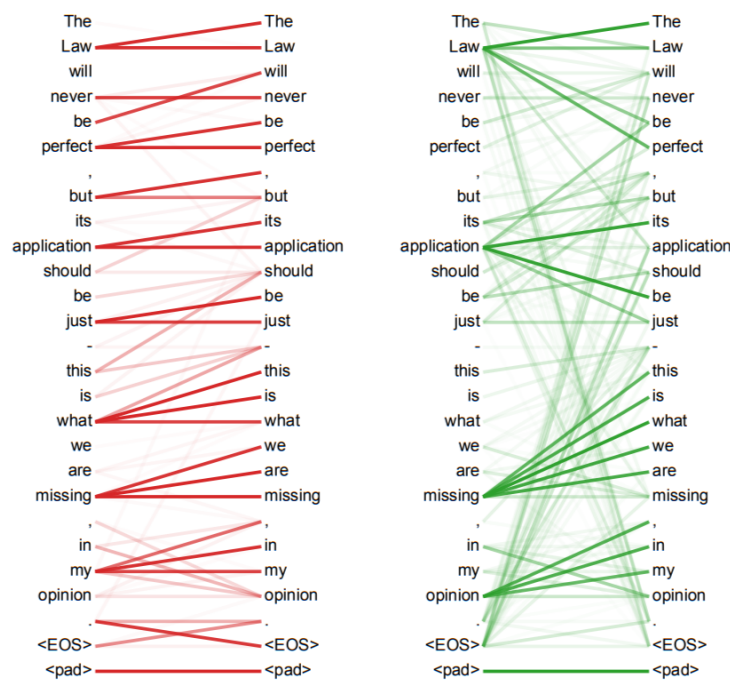 The
Law
will
never
be
perfect
,
but
its
application
should
be
just
-
this
is
what
we
are
missing
,
in
my
opinion
.
<EOS>
<pad>
The
Law
will
never
be
perfect
,
but
its
application
should
be
just
-
this
is
what
we
are
missing
,
in
my
opinion
.
<EOS>
<pad>
The
Law
will
never
be
perfect
,
but
its
application
should
be
just
-
this
is
what
we
are
missing
,
in
my
opinion
.
<EOS>
<pad>
The
Law
will
never
be
perfect
,
but
its
application
should
be
just
-
this
is
what
we
are
missing
,
in
my
opinion
.
<EOS>
<pad>